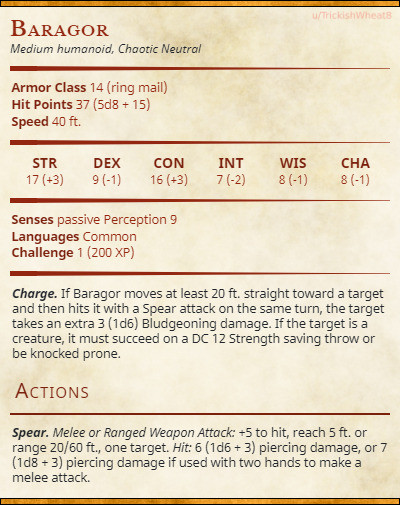 u/TrickishWheat8
Baragor
Medium humanoid, Chaotic Neutral
Armor Class 14 (ring mail)
Hit Points 37 (5d8 + 15)
Speed 40 ft.
STR DEX CON INT WIS CHA
17 (+3) 9 (-1) 16 (+3) 7 (-2) 8 (-1) 8 (-1)
Senses passive Perception 9
Languages Common
Challenge 1 (200 XP)
Charge. If Baragor moves at least 20 ft. straight toward a target
and then hits it with a Spear attack on the same turn, the target
takes an extra 3 (1d6) Bludgeoning damage. If the target is a
creature, it must succeed on a DC 12 Strength saving throw or
be knocked prone.
Actions
Spear. Melee or Ranged Weapon Attack: +5 to hit, reach 5 ft. or
range 20/60 ft., one target. Hit: 6 (1d6 + 3) piercing damage, or 7
(1d8 + 3) piercing damage if used with two hands to make a
melee attack.